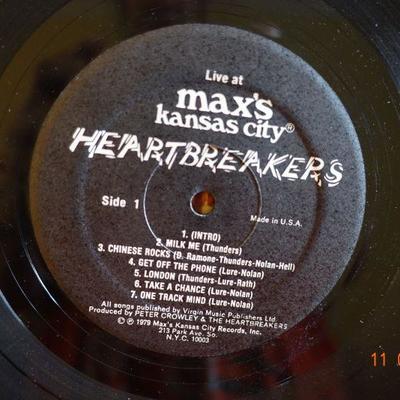 Live at
max's
kansas city®
HEARTBREAKERS
Side 1
Made in U.S.A.
1. (INTRO)
2. MILK ME (Thunders)
3. CHINESE ROCKS (D. Ramone-Thunders-Nolan-Hell)
4. GET OFF THE PHONE (Lure-Nolan)
5. LONDON (Thunders-Lure-Rath)
6. TAKE A CHANCE (Lure-Nolan)
7. ONE TRACK MIND (Lure-Nolan)
All songs published by Virgin Music Publishers Ltd.
Produced by PETER CROWLEY & THE HEARTBREAKERS
© ℗ 1979 Max's Kansas City Records, Inc.
213 Park Ave. So.
N.Y.C. 10003
11